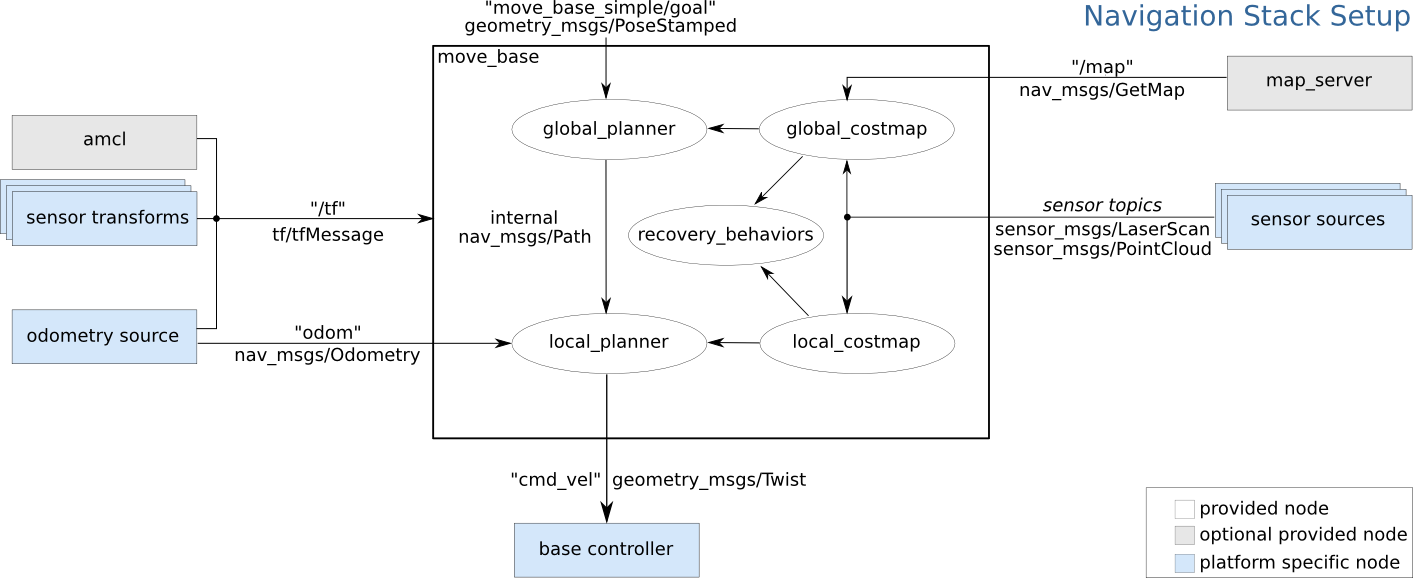 Navigation Stack Setup
"move_base_simple/goal"
geometry_msgs/PoseStamped
move_base
"/map"
nav_msgs/GetMap
map_server
amcl
global_planner
global_costmap
sensor transforms
"/tf"
tf/tfMessage
internal
nav_msgs/Path
recovery_behaviors
sensor topics
sensor_msgs/LaserScan
sensor_msgs/PointCloud
sensor sources
odometry source
"odom"
nav_msgs/Odometry
local_planner
local_costmap
"cmd_vel" geometry_msgs/Twist
base controller
provided node
optional provided node
platform specific node